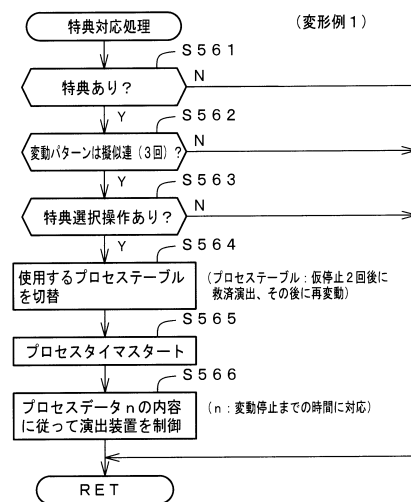 特典対応処理
(変形例1)
S561
特典あり?
N
Y
S562
変動パターンは擬似連(3回)?
N
Y
S563
特典選択操作あり?
N
Y
S564
使用するプロセステーブル
を切替
(プロセステーブル:仮停止2回後に
救済演出、その後に再変動)
S565
プロセスタイマスタート
S566
プロセスデータnの内容
に従って演出装置を制御
(n:変動停止までの時間に対応)
RET